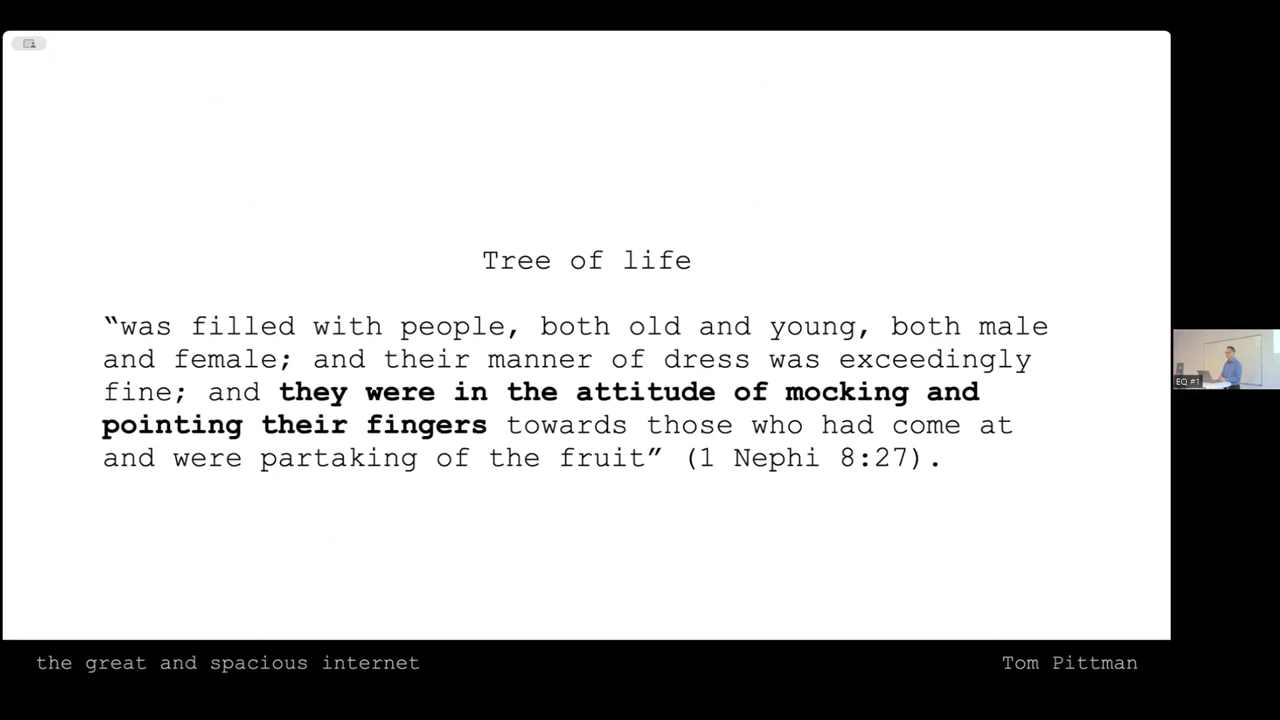 Tree of life
“was filled with people, both old and young, both male
and female; and their manner of dress was exceedingly
fine; and they were in the attitude of mocking and
pointing their fingers towards those who had come at
and were partaking of the fruit” (1 Nephi 8:27).
EQ #1
the great and spacious internet
Tom Pittman